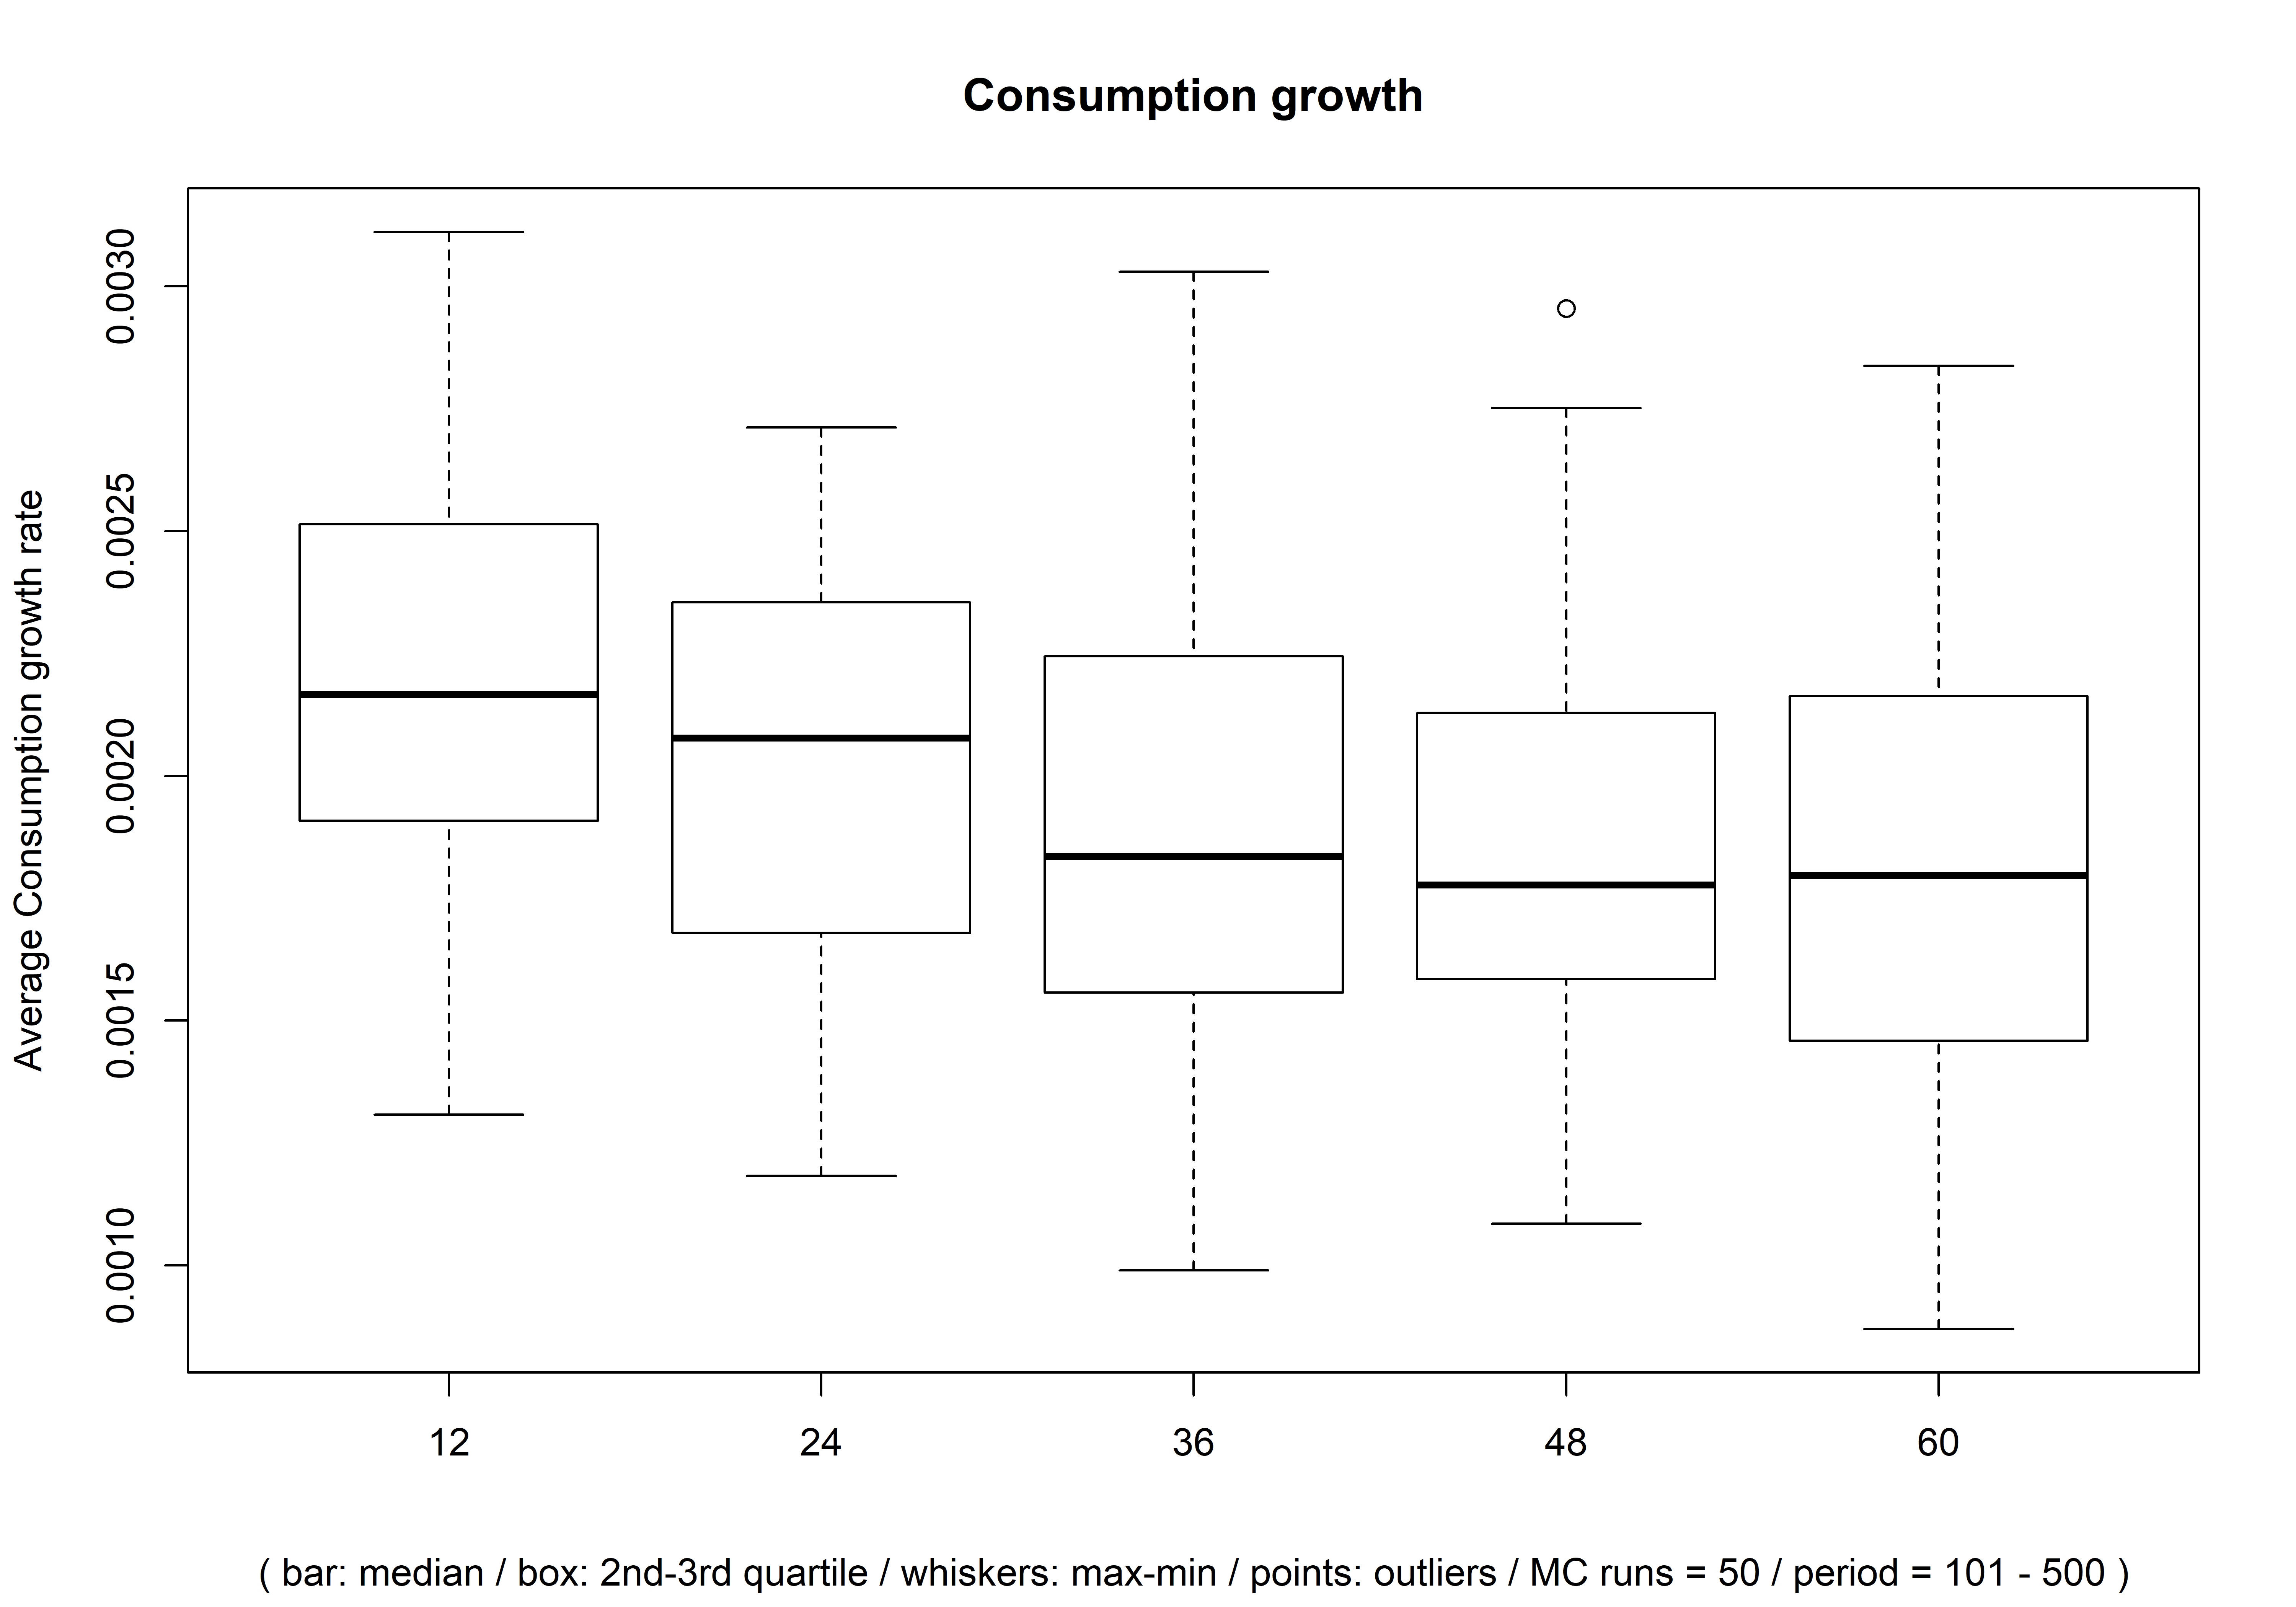 Consumption growth
Average Consumption growth rate
0.0030
0.0025
0.0020
0.0015
0.0010
12 24 36 48 60
( bar: median / box: 2nd-3rd quartile / whiskers: max-min / points: outliers / MC runs = 50 / period = 101 - 500 )